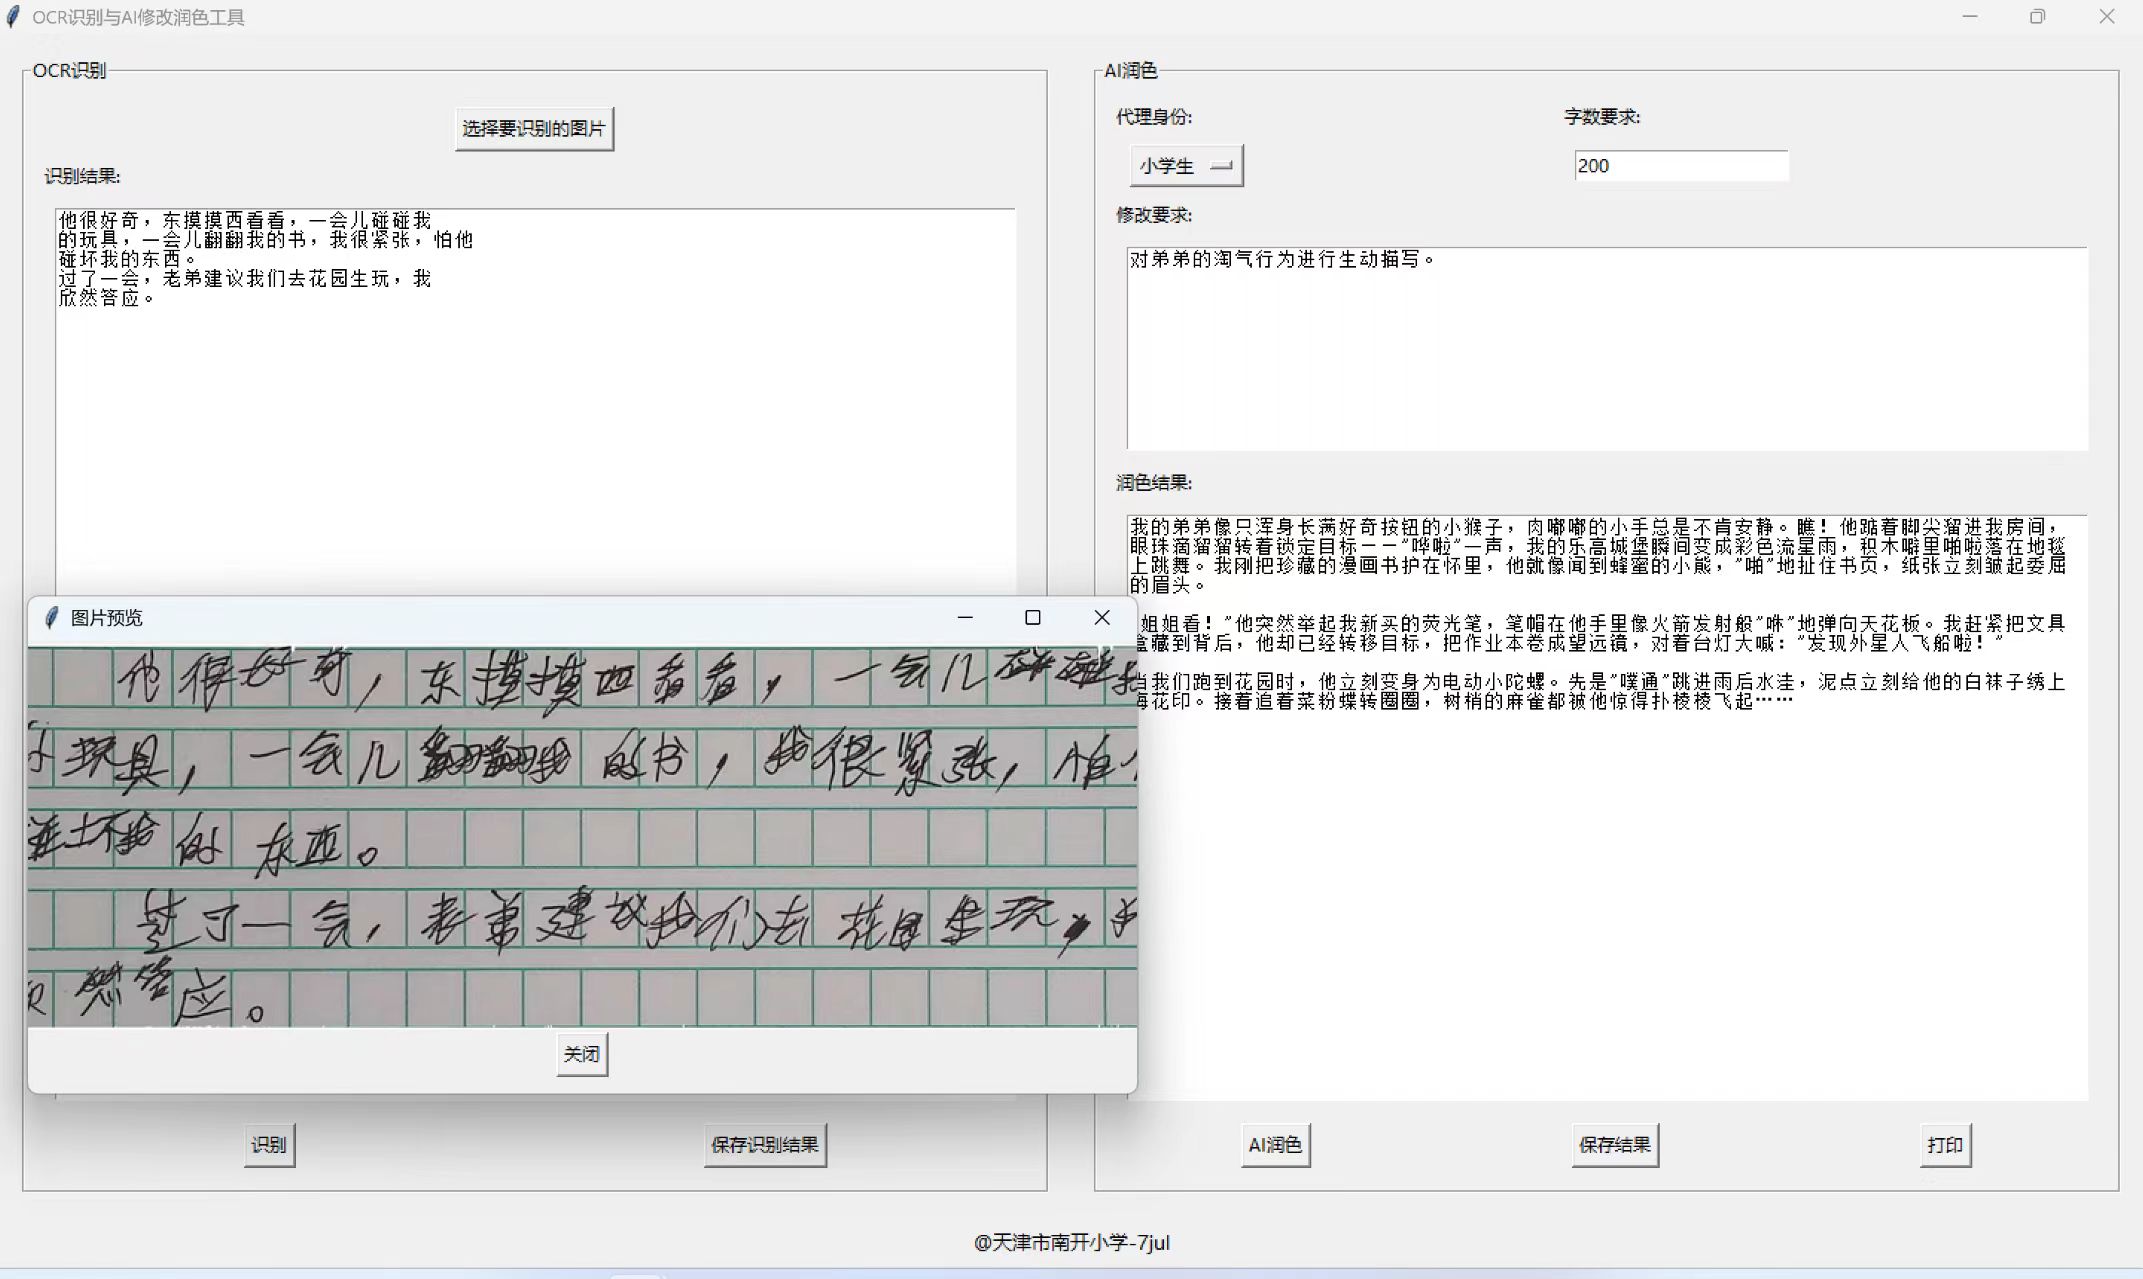 OCR识别与AI修改润色工具
OCR识别
选择要识别的图片
识别结果:
他很好奇，东摸摸西看看，一会儿碰碰我
的玩具，一会儿翻翻我的书，我很紧张，怕他
碰坏我的东西。
过了一会，老弟建议我们去花园生玩，我
欣然答应。
图片预览
他很好奇，东摸摸西看看，一会儿碰碰我
的玩具，一会儿翻翻我的书，我很紧张，怕
碰坏我的东西。
过了一会，老弟建议我们去花园里玩，
然答应。
关闭
识别
保存识别结果
AI润色
代理身份:
字数要求:
小学生
200
修改要求:
对弟弟的淘气行为进行生动描写。
润色结果:
我的弟弟像只浑身长满好奇按钮的小猴子，肉嘟嘟的小手总是不肯安静。瞧！他踮着脚尖溜进我房间，
眼珠滴溜溜转着锁定目标——"哗啦"一声，我的乐高城堡瞬间变成彩色流星雨，积木噼里啪啦落在地毯
上跳舞。我刚把珍藏的漫画书护在怀里，他就像闻到蜂蜜的小熊，"啪"地扯住书页，纸张立刻皱起委屈
的眉头。
姐姐看！"他突然举起我新买的荧光笔，笔帽在他手里像火箭发射般"咻"地弹向天花板。我赶紧把文具
盒藏到背后，他却已经转移目标，把作业本卷成望远镜，对着台灯大喊："发现外星人飞船啦！"
当我们跑到花园时，他立刻变身为电动小陀螺。先是"噗通"跳进雨后水洼，泥点立刻给他的白袜子绣上
梅花印。接着追着菜粉蝶转圈圈，树梢的麻雀都被他惊得扑棱棱飞起……
AI润色
保存结果
打印
@天津市南开小学-7jul